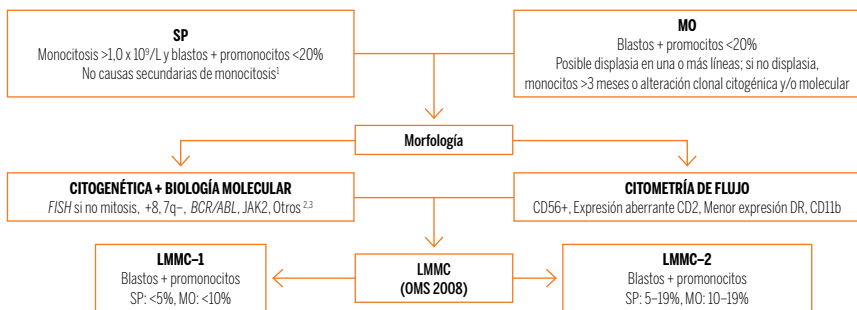 SP
Monocitosis >1,0 x 10⁹/L y blastos + promonocitos <20%
No causas secundarias de monocitosis¹
MO
Blastos + promocitos <20%
Posible displasia en una o más líneas; si no displasia,
monocitos >3 meses o alteración clonal citogénica y/o molecular
Morfología
CITOGENÉTICA + BIOLOGÍA MOLECULAR
FISH si no mitosis, +8, 7q–, BCR/ABL, JAK2, Otros ²,³
CITOMETRÍA DE FLUJO
CD56+, Expresión aberrante CD2, Menor expresión DR, CD11b
LMMC–1
Blastos + promonocitos
SP: <5%, MO: <10%
LMMC
(OMS 2008)
LMMC–2
Blastos + promonocitos
SP: 5–19%, MO: 10–19%